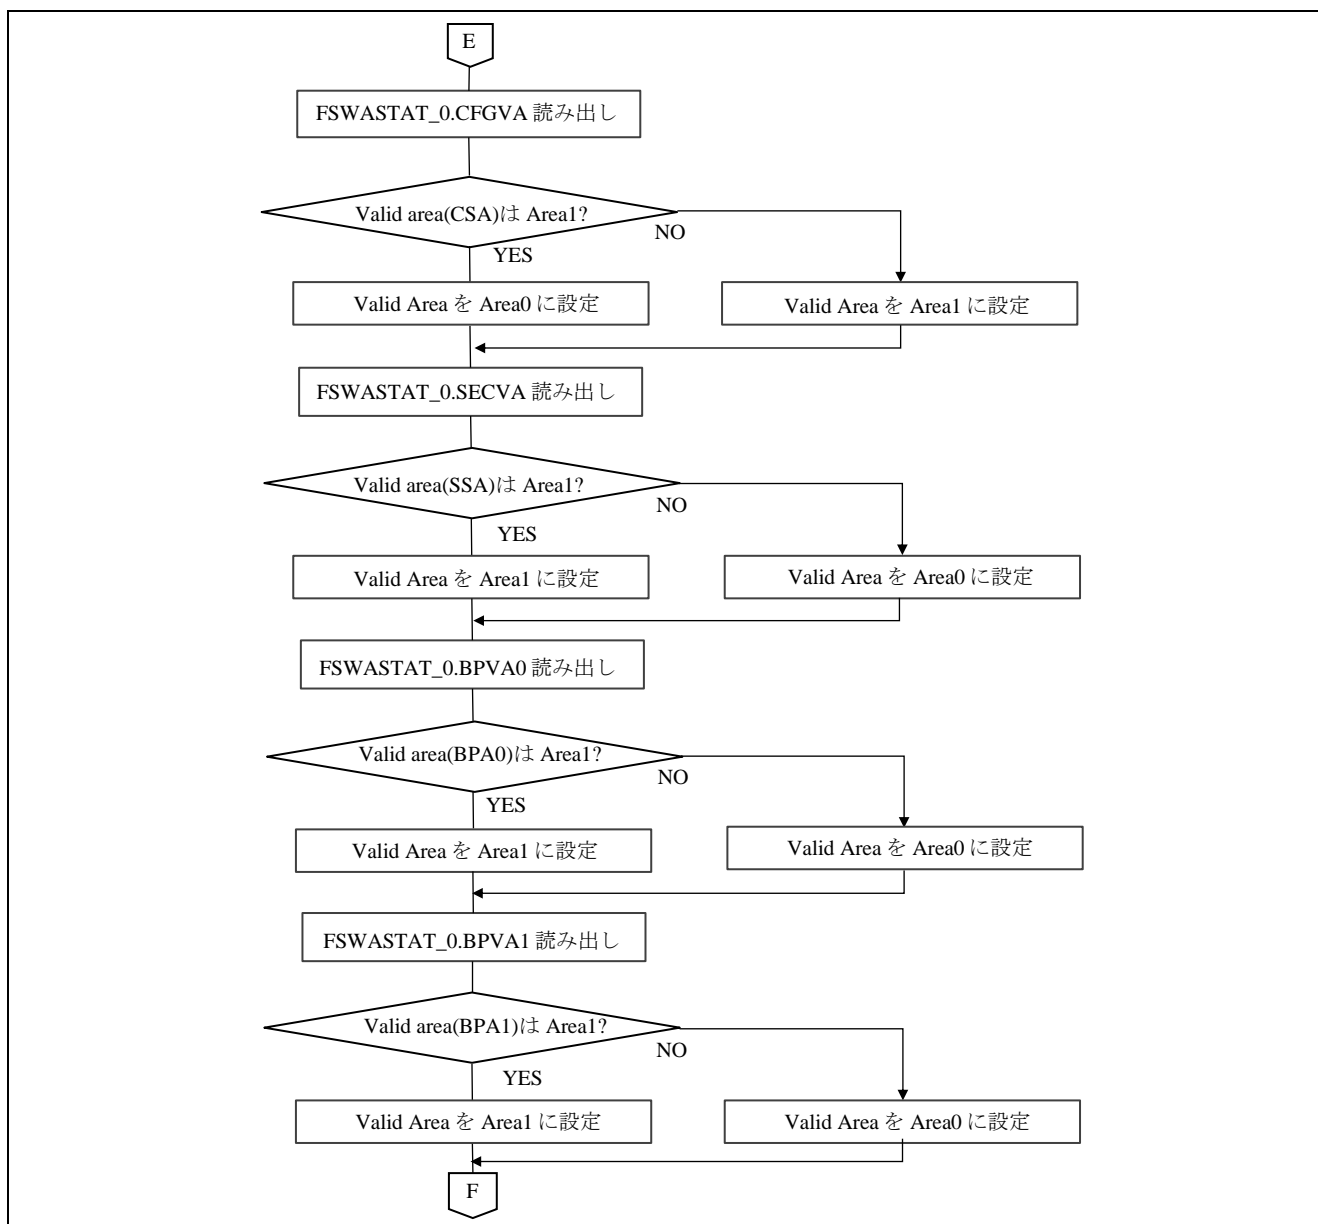 E
FSWASTAT_0.CFGVA 読み出し
Valid area(CSA)は Area1?
NO
YES
Valid Area を Area0 に設定
Valid Area を Area1 に設定
FSWASTAT_0.SECVA 読み出し
Valid area(SSA)は Area1?
NO
YES
Valid Area を Area1 に設定
Valid Area を Area0 に設定
FSWASTAT_0.BPVA0 読み出し
Valid area(BPA0)は Area1?
NO
YES
Valid Area を Area1 に設定
Valid Area を Area0 に設定
FSWASTAT_0.BPVA1 読み出し
Valid area(BPA1)は Area1?
NO
YES
Valid Area を Area1 に設定
Valid Area を Area0 に設定
F